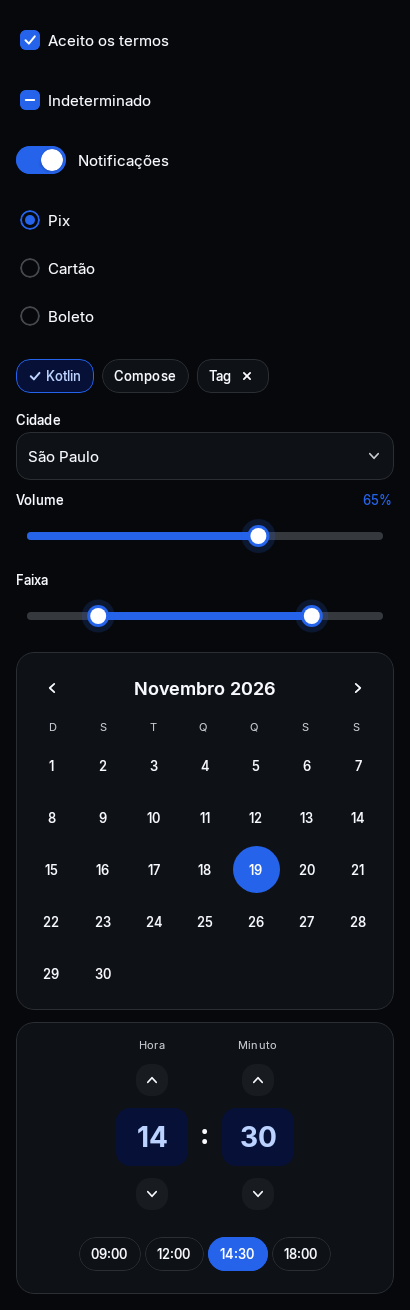 Aceito os termos
Indeterminado
Notificações
Pix
Cartão
Boleto
Kotlin Compose Tag
Cidade
São Paulo
Volume 65%
Faixa
Novembro 2026
D S T Q Q S S
1 2 3 4 5 6 7
8 9 10 11 12 13 14
15 16 17 18 19 20 21
22 23 24 25 26 27 28
29 30
Hora Minuto
14 : 30
09:00 12:00 14:30 18:00